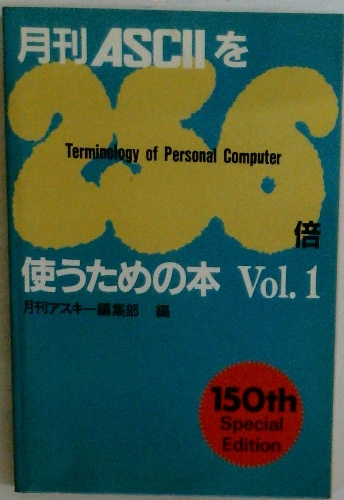 月刊ASCIIを
256
Terminology of Personal Computer
倍
使うための本 Vol.1
月刊アスキー編集部 編
150th
Special
Edition